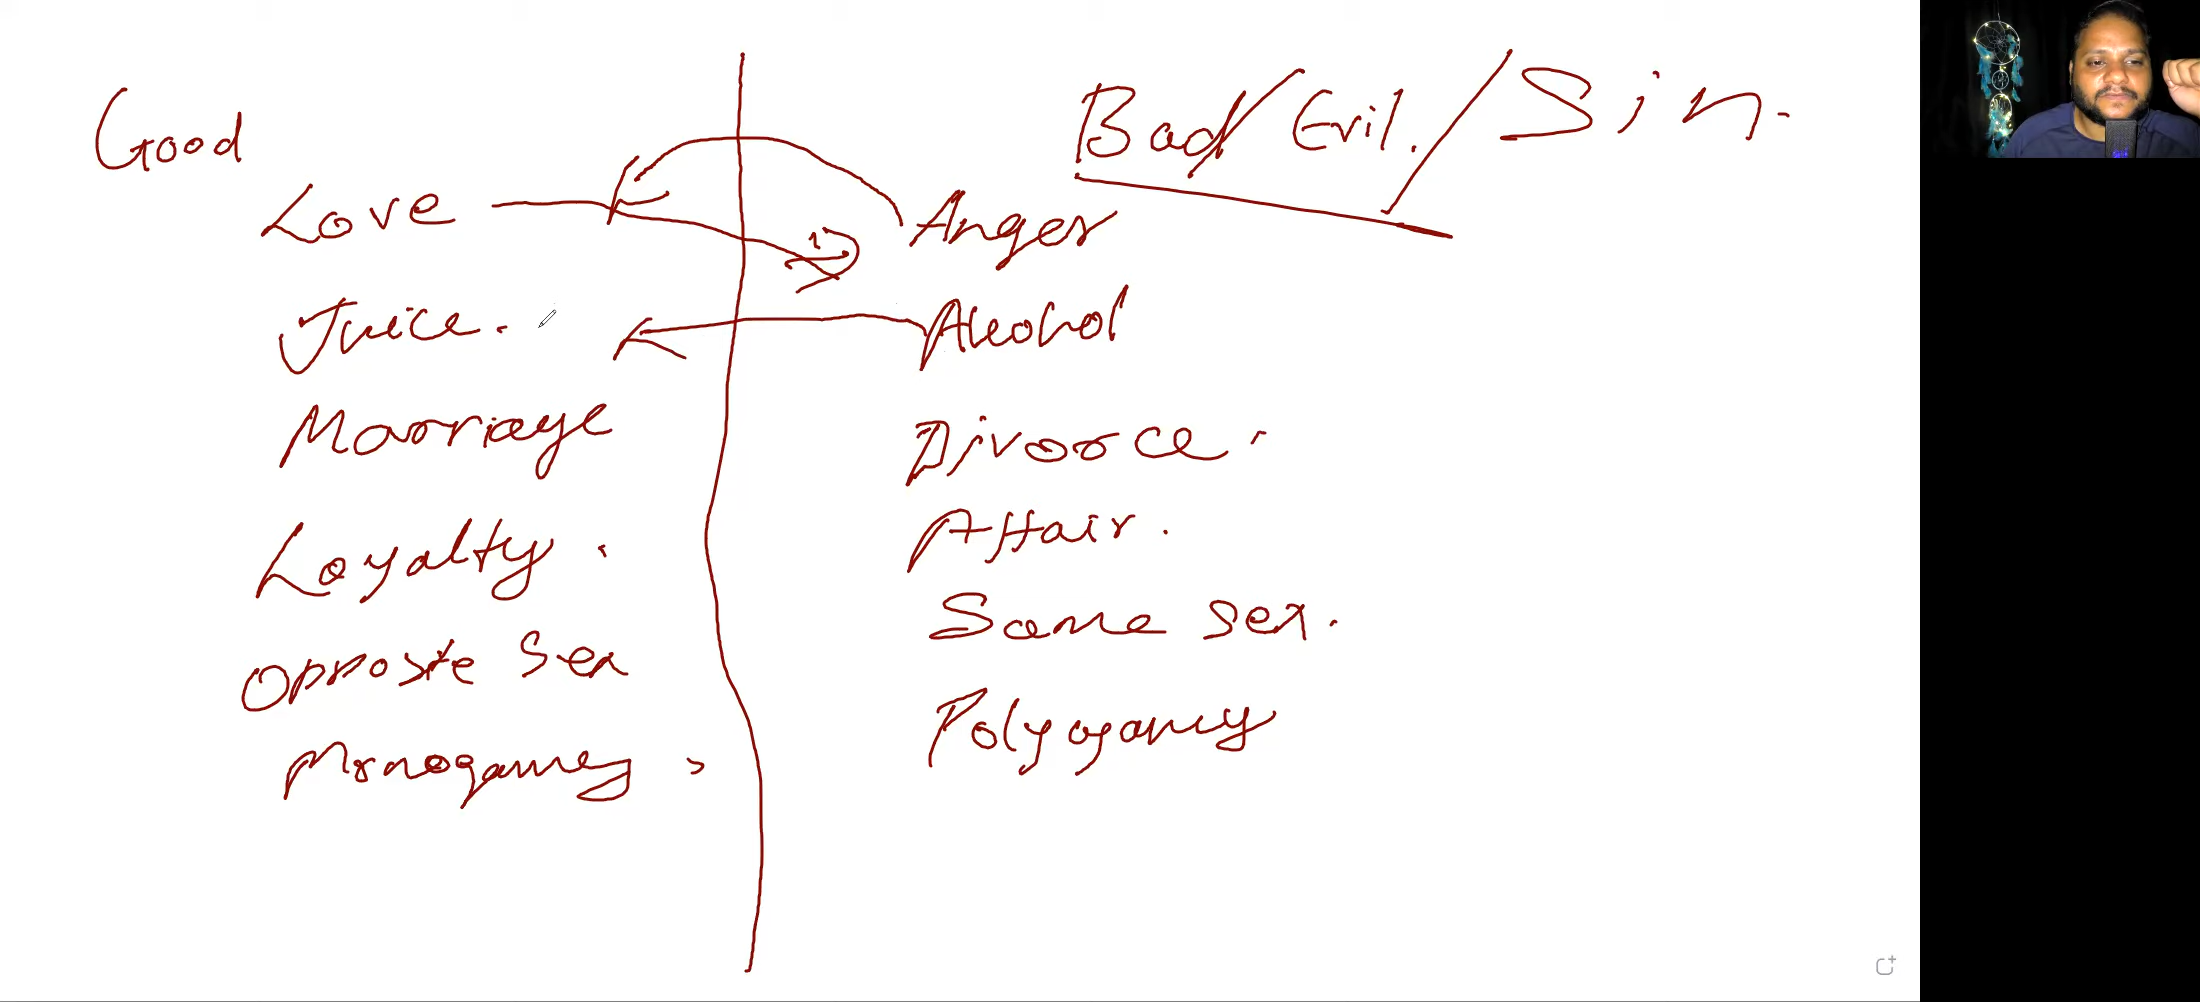 Good
Bad/Evil./Sin.
Love
Anger
Juice.
Alcohol
Marriage
Divorce.
Loyalty.
Affair.
Opposite Sex
Same sex.
Monogamy
Polygamy